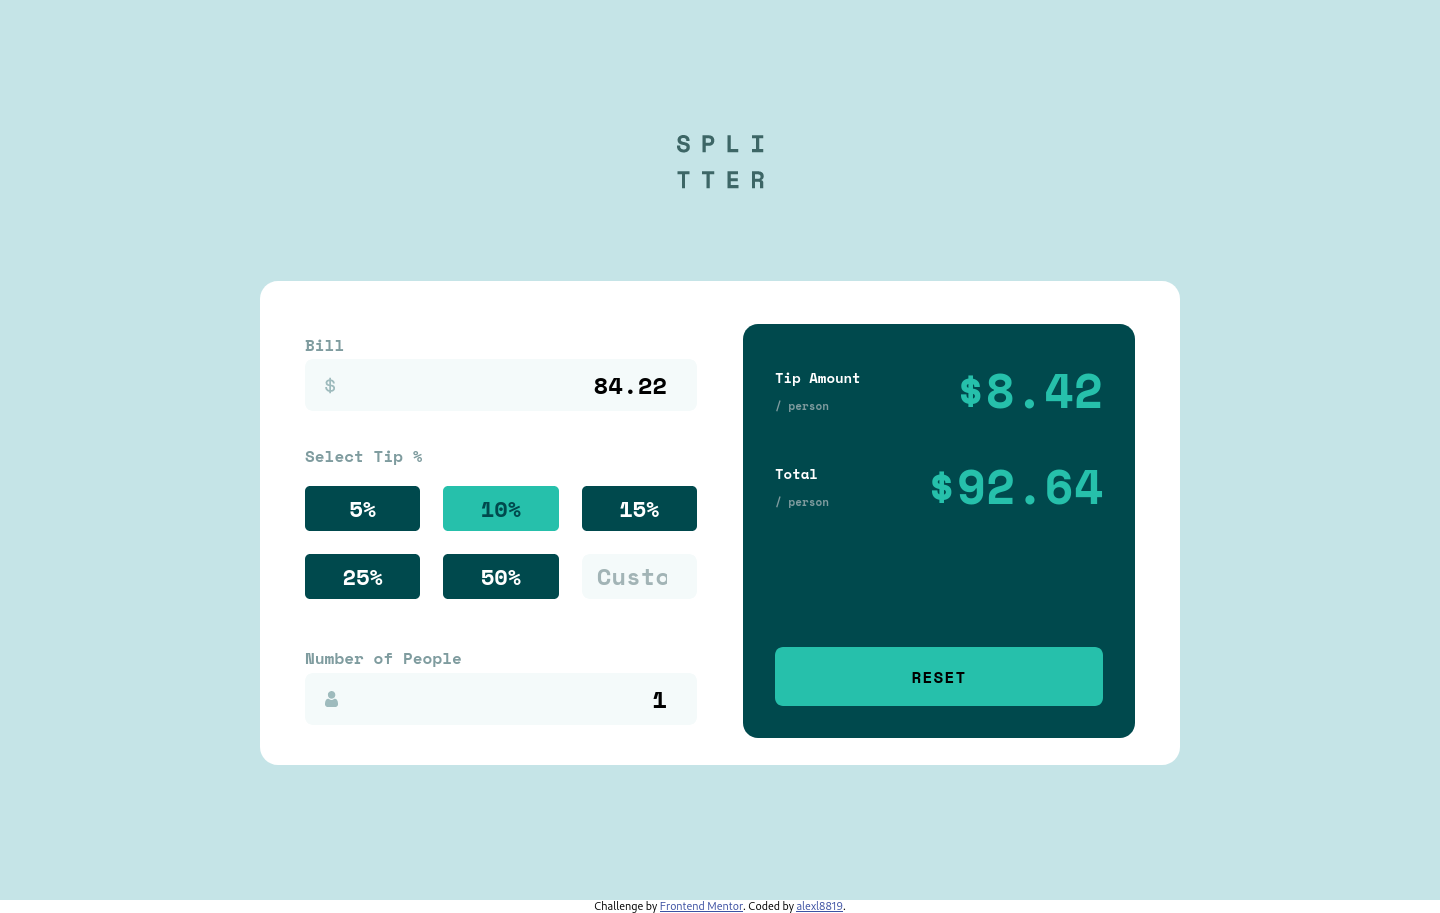 SPLI
TTER
Bill
$ 84.22
Select Tip %
5% 10% 15%
25% 50% Custo
Number of People
1
Tip Amount
/ person
$8.42
Total
/ person
$92.64
RESET
Challenge by Frontend Mentor. Coded by alexl8819.